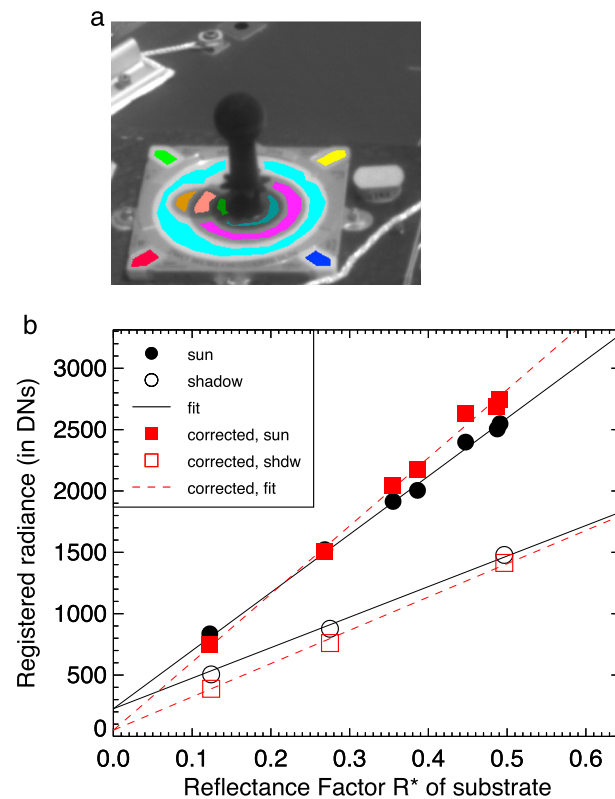 a
b
3000
2500
2000
1500
1000
500
0
sun
shadow
fit
corrected, sun
corrected, shdw
corrected, fit
Registered radiance (in DNs)
0.0 0.1 0.2 0.3 0.4 0.5 0.6
Reflectance Factor R* of substrate